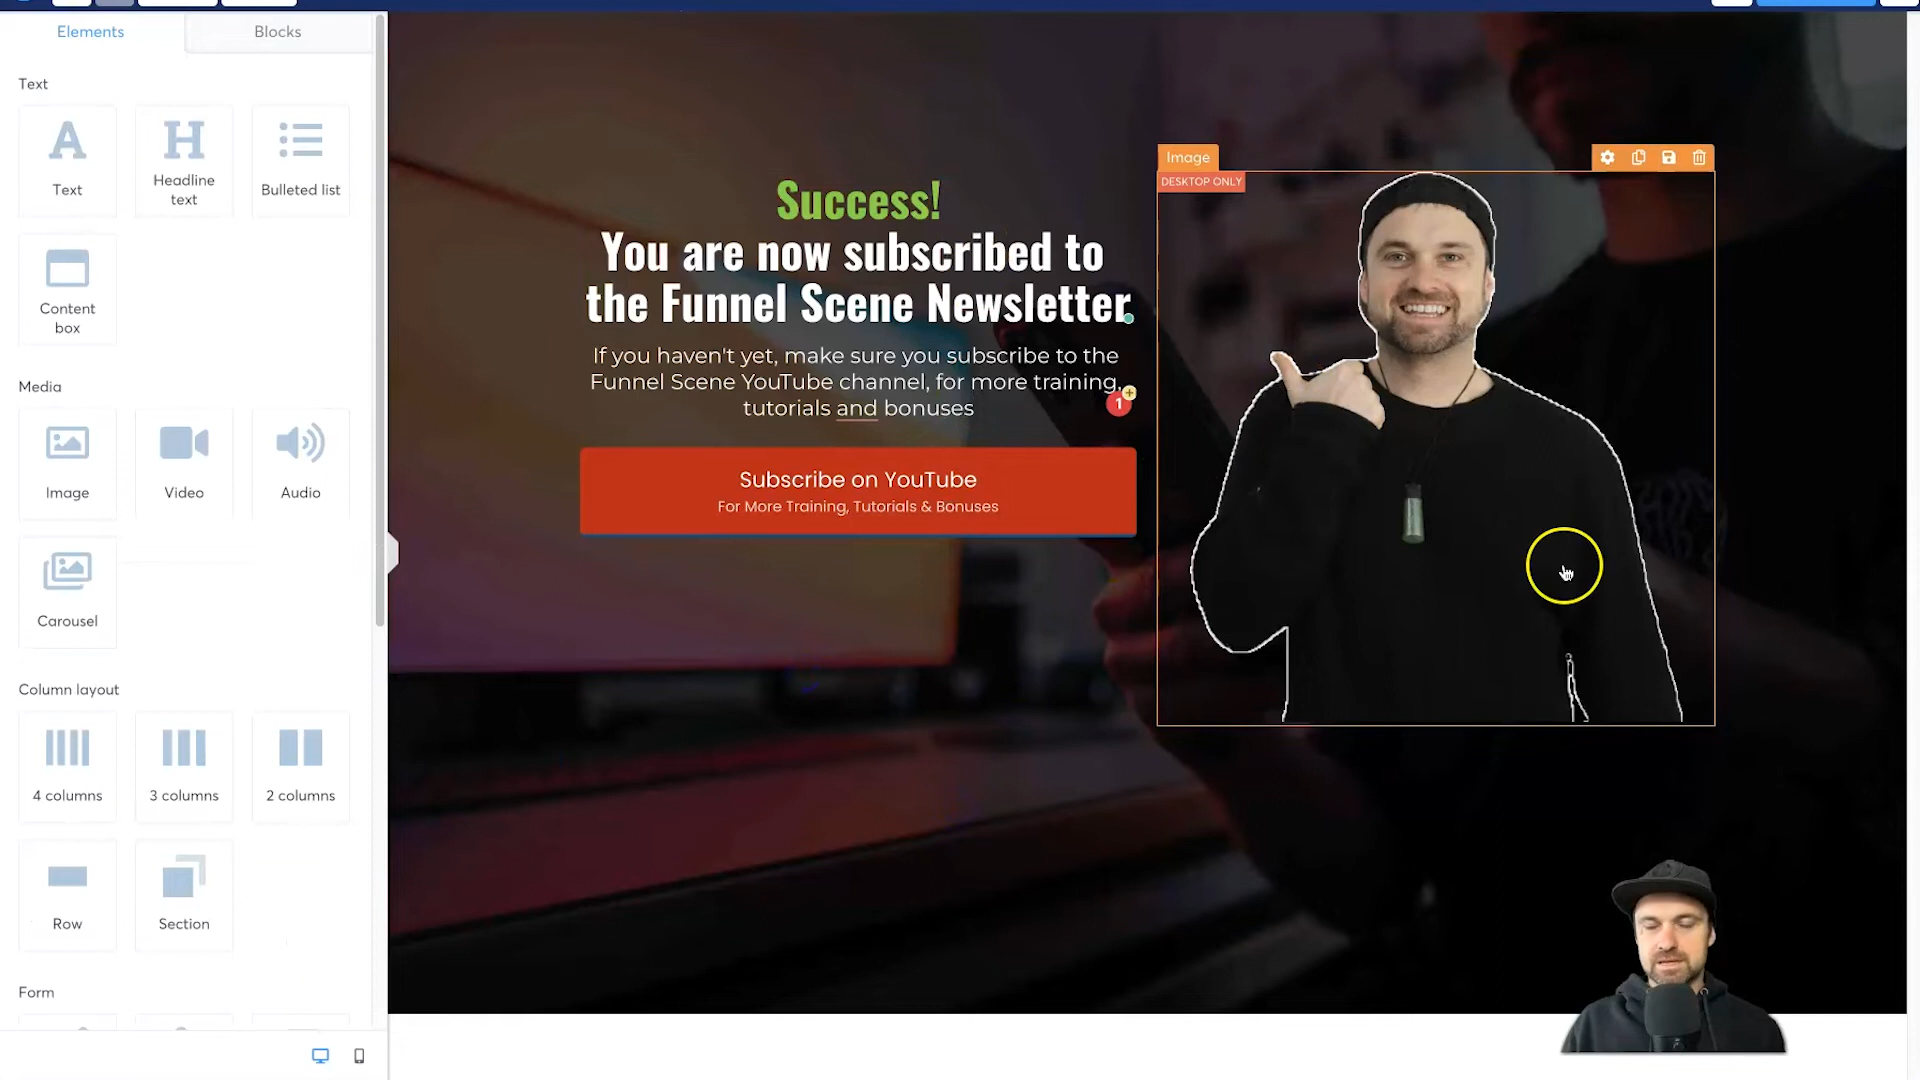 Elements
Blocks
Text
A
Text
H
Headline
text
Bulleted list
Content
box
Media
Image
Video
Audio
Carousel
Column layout
4 columns
3 columns
2 columns
Row
Section
Form
Success!
You are now subscribed to
the Funnel Scene Newsletter.
If you haven't yet, make sure you subscribe to the
Funnel Scene YouTube channel, for more training,
tutorials and bonuses
1
Subscribe on YouTube
For More Training, Tutorials & Bonuses
Image
DESKTOP ONLY